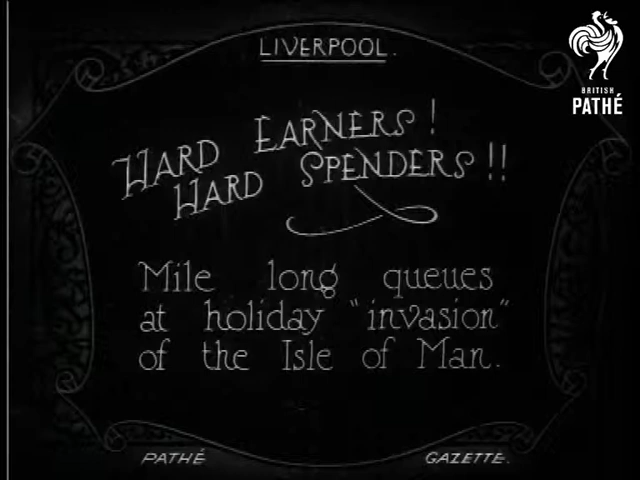 LIVERPOOL.
BRITISH
PATHÉ
HARD EARNERS!
HARD SPENDERS!!
Mile long queues
at holiday "invasion"
of the Isle of Man.
PATHÉ GAZETTE.